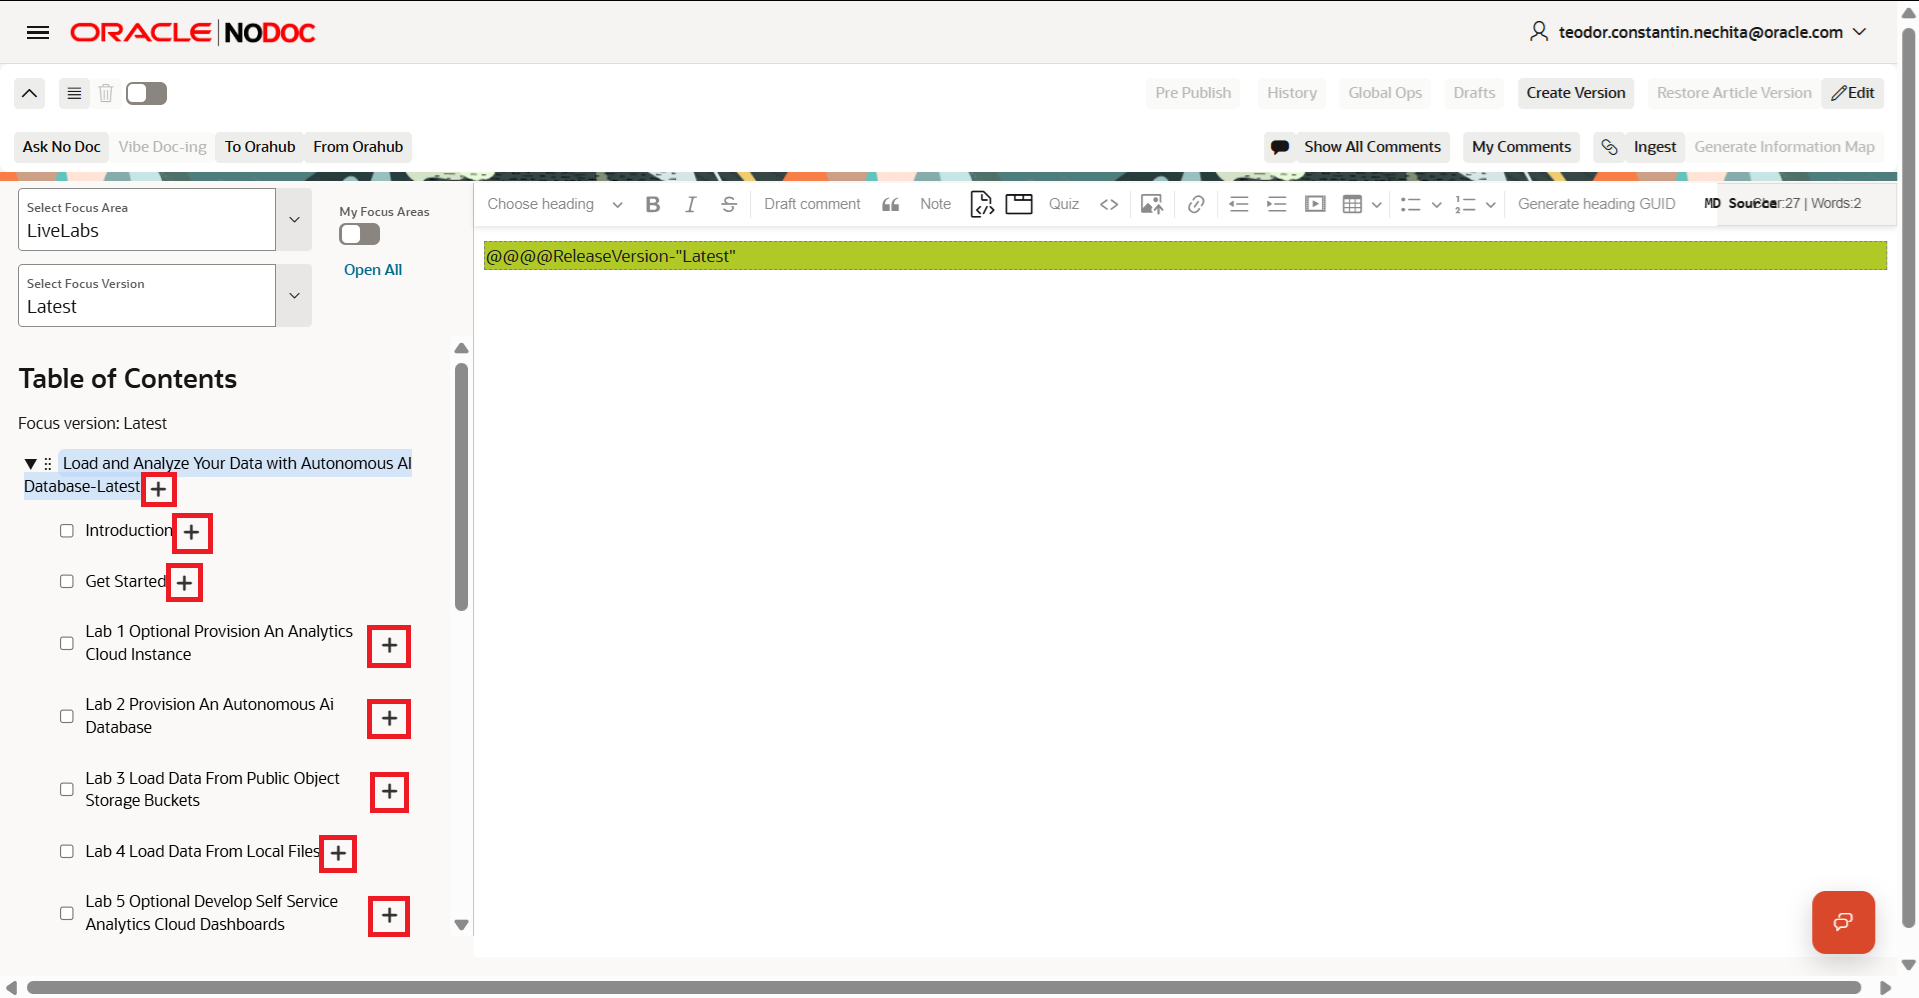 ORACLE NODOC
teodor.constantin.nechita@oracle.com
Pre Publish
History
Global Ops
Drafts
Create Version
Restore Article Version
Edit
Ask No Doc
Vibe Doc-ing
To Orahub
From Orahub
Show All Comments
My Comments
Ingest
Generate Information Map
Select Focus Area
LiveLabs
My Focus Areas
Open All
Select Focus Version
Latest
Choose heading
Draft comment
Note
Quiz
Generate heading GUID
MD Source
:27 | Words:2
@@@@ReleaseVersion-"Latest"
Table of Contents
Focus version: Latest
Load and Analyze Your Data with Autonomous AI
Database-Latest
Introduction
Get Started
Lab 1 Optional Provision An Analytics
Cloud Instance
Lab 2 Provision An Autonomous Ai
Database
Lab 3 Load Data From Public Object
Storage Buckets
Lab 4 Load Data From Local Files
Lab 5 Optional Develop Self Service
Analytics Cloud Dashboards